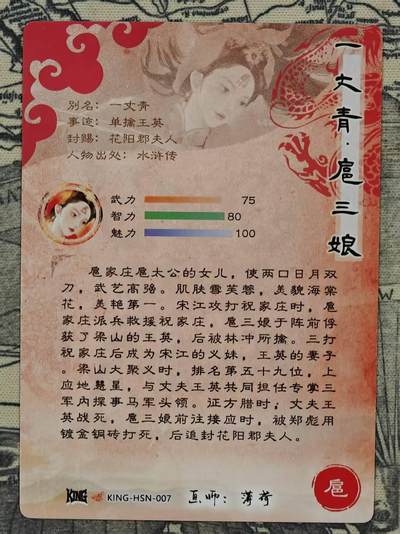 一丈青·扈三娘
别名：一丈青
事迹：单擒王英
封赐：花阳郡夫人
人物出处：水浒传
武力 75
智力 80
魅力 100
扈家庄扈太公的女儿，使两口日月双
刀，武艺高强。肌肤雪芙蓉，美貌海棠
花，美艳第一。宋江攻打祝家庄时，扈
家庄派兵救援祝家庄，扈三娘于阵前俘
获了梁山的王英，后被林冲所擒。三打
祝家庄后成为宋江的义妹，王英的妻子
。梁山大聚义时，排名第五十九位，上
应地慧星，与丈夫王英共同担任专掌三
军内探事马军头领。征方腊时，丈夫王
英战死，扈三娘前往接应时，被郑彪用
镀金铜砖打死，后追封花阳郡夫人。
KING KING-HSN-007 画师：薄荷
扈